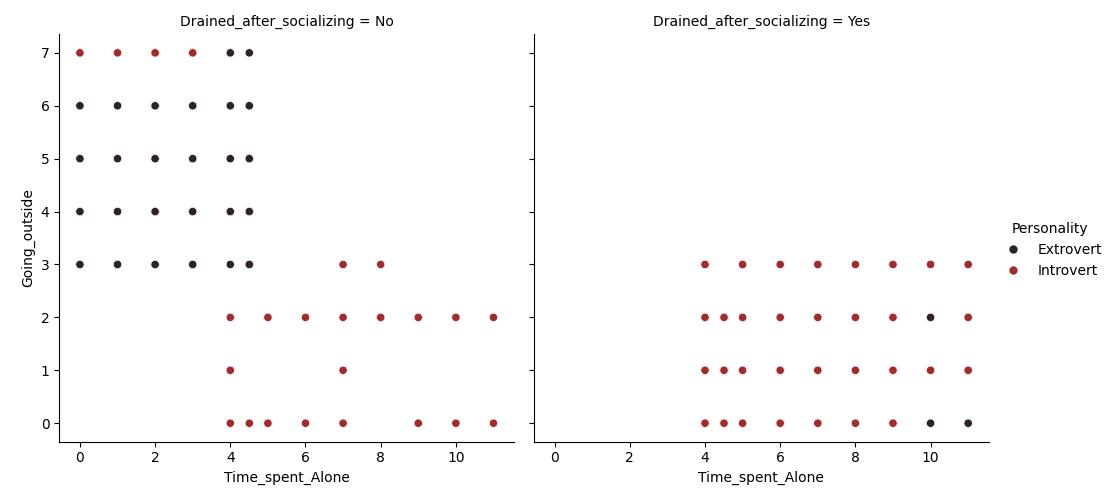 Drained_after_socializing = No
Drained_after_socializing = Yes
7
6
5
4
3
2
1
0
Going_outside
0 2 4 6 8 10
Time_spent_Alone
0 2 4 6 8 10
Time_spent_Alone
Personality
Extrovert
Introvert